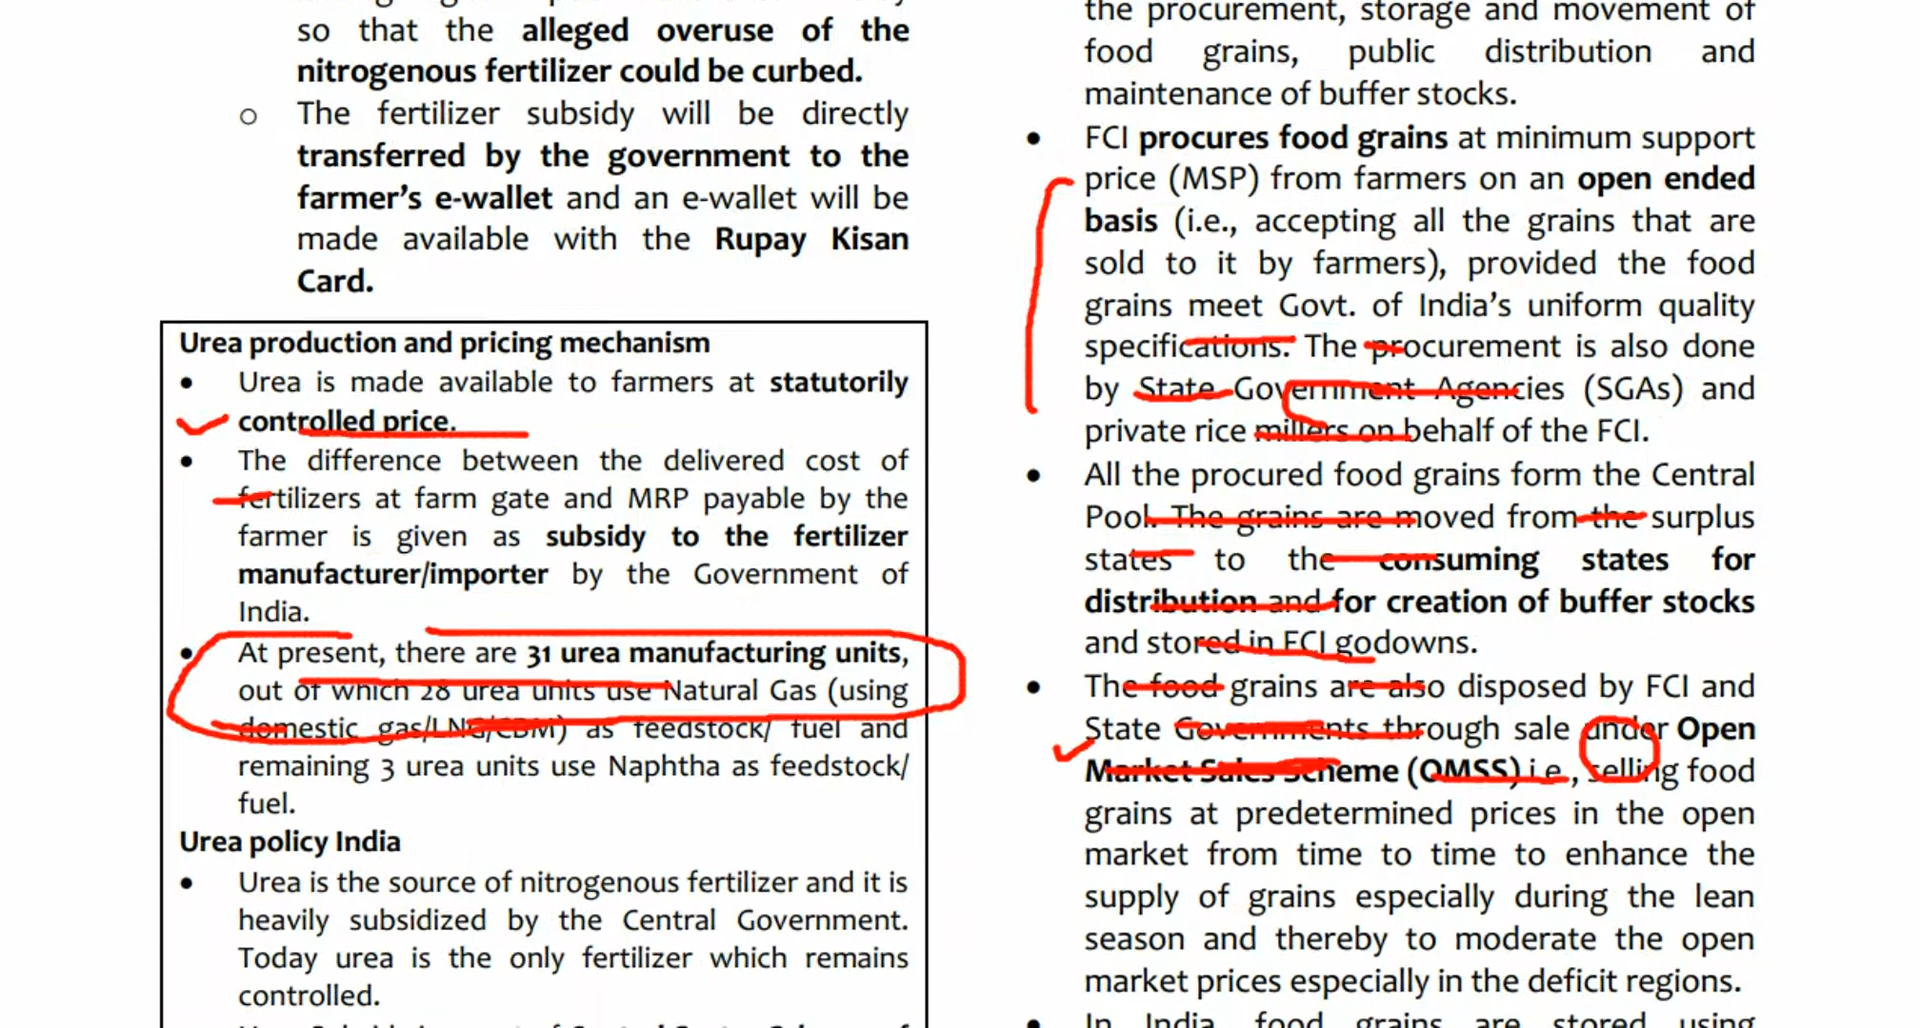 so that the alleged overuse of the
nitrogenous fertilizer could be curbed.
o The fertilizer subsidy will be directly
transferred by the government to the
farmer's e-wallet and an e-wallet will be
made available with the Rupay Kisan
Card.
Urea production and pricing mechanism
• Urea is made available to farmers at statutorily
controlled price.
• The difference between the delivered cost of
fertilizers at farm gate and MRP payable by the
farmer is given as subsidy to the fertilizer
manufacturer/importer by the Government of
India.
• At present, there are 31 urea manufacturing units,
out of which 28 urea units use Natural Gas (using
domestic gas/LNG/CBM) as feedstock/ fuel and
remaining 3 urea units use Naphtha as feedstock/
fuel.
Urea policy India
• Urea is the source of nitrogenous fertilizer and it is
heavily subsidized by the Central Government.
Today urea is the only fertilizer which remains
controlled.
the procurement, storage and movement of
food grains, public distribution and
maintenance of buffer stocks.
• FCI procures food grains at minimum support
price (MSP) from farmers on an open ended
basis (i.e., accepting all the grains that are
sold to it by farmers), provided the food
grains meet Govt. of India's uniform quality
specifications. The procurement is also done
by State Government Agencies (SGAs) and
private rice millers on behalf of the FCI.
• All the procured food grains form the Central
Pool. The grains are moved from the surplus
states to the consuming states for
distribution and for creation of buffer stocks
and stored in FCI godowns.
• The food grains are also disposed by FCI and
State Governments through sale under Open
Market Sales Scheme (OMSS) i.e., selling food
grains at predetermined prices in the open
market from time to time to enhance the
supply of grains especially during the lean
season and thereby to moderate the open
market prices especially in the deficit regions.
• In India, food grains are stored using